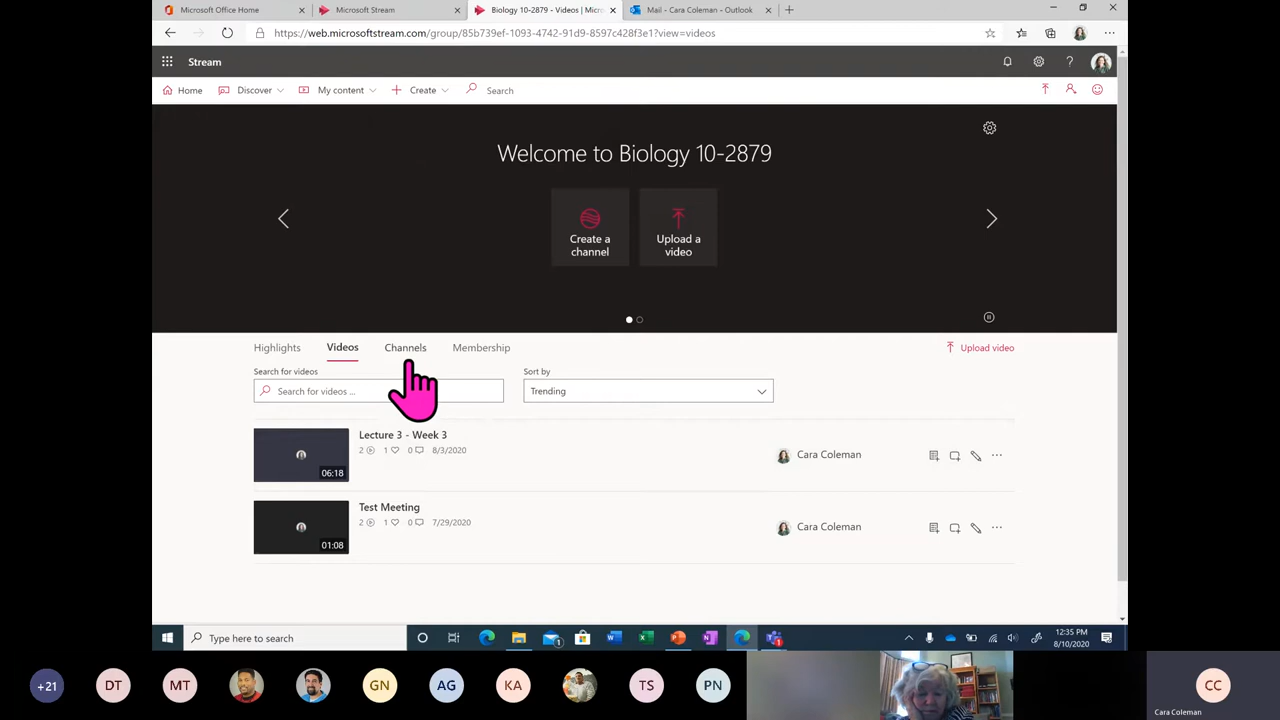 Microsoft Office Home
Microsoft Stream
Biology 10-2879 - Videos | Micr
Mail - Cara Coleman - Outlook
https://web.microsoftstream.com/group/85b739ef-1093-4742-91d9-8597c428f3e1?view=videos
Stream
Home
Discover
My content
Create
Search
Welcome to Biology 10-2879
Create a
channel
Upload a
video
Highlights
Videos
Channels
Membership
Upload video
Search for videos
Sort by
Search for videos ...
Trending
Lecture 3 - Week 3
2 1 0 8/3/2020
06:18
Cara Coleman
Test Meeting
2 1 0 7/29/2020
01:08
Cara Coleman
Type here to search
12:35 PM
8/10/2020
+21
DT
MT
GN
AG
KA
TS
PN
CC
Cara Coleman